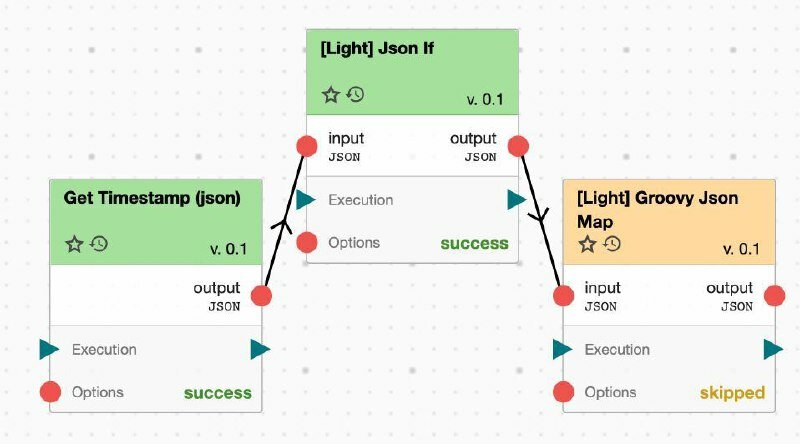 [Light] Json If
v. 0.1
input output
JSON JSON
Execution
Options success
Get Timestamp (json)
v. 0.1
output
JSON
Execution
Options success
[Light] Groovy Json
Map
v. 0.1
input output
JSON JSON
Execution
Options skipped